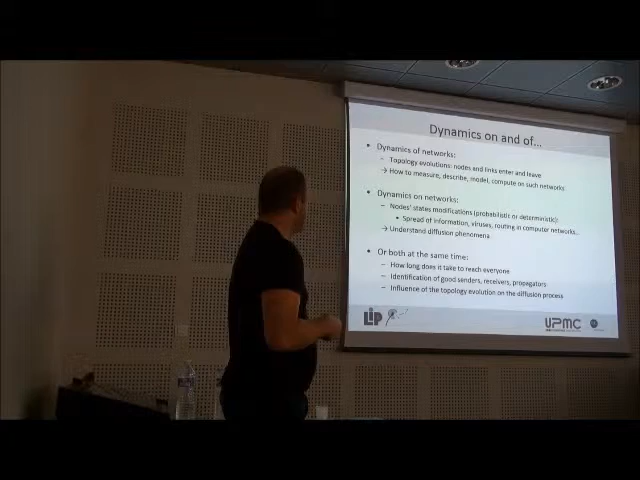 Dynamics on and of...
• Dynamics of networks:
– Topology evolutions: nodes and links enter and leave
→ How to measure, describe, model, compute on such networks
• Dynamics on networks:
– Nodes' states modifications (probabilistic or deterministic):
• Spread of information, viruses, routing in computer networks...
→ Understand diffusion phenomena
• Or both at the same time:
– How long does it take to reach everyone
– Identification of good senders, receivers, propagators
– Influence of the topology evolution on the diffusion process
LIP
UPMC